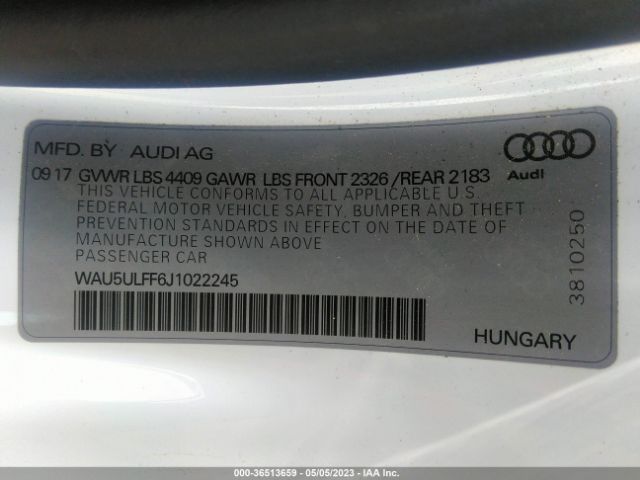 MFD. BY AUDI AG
Audi
09 17 GVWR LBS 4409 GAWR LBS FRONT 2326 / REAR 2183
THIS VEHICLE CONFORMS TO ALL APPLICABLE U.S.
FEDERAL MOTOR VEHICLE SAFETY, BUMPER AND THEFT
PREVENTION STANDARDS IN EFFECT ON THE DATE OF
MANUFACTURE SHOWN ABOVE
PASSENGER CAR
WAU5ULFF6J1022245
3810250
HUNGARY
000-36513659 - 05/05/2023 - IAA Inc.